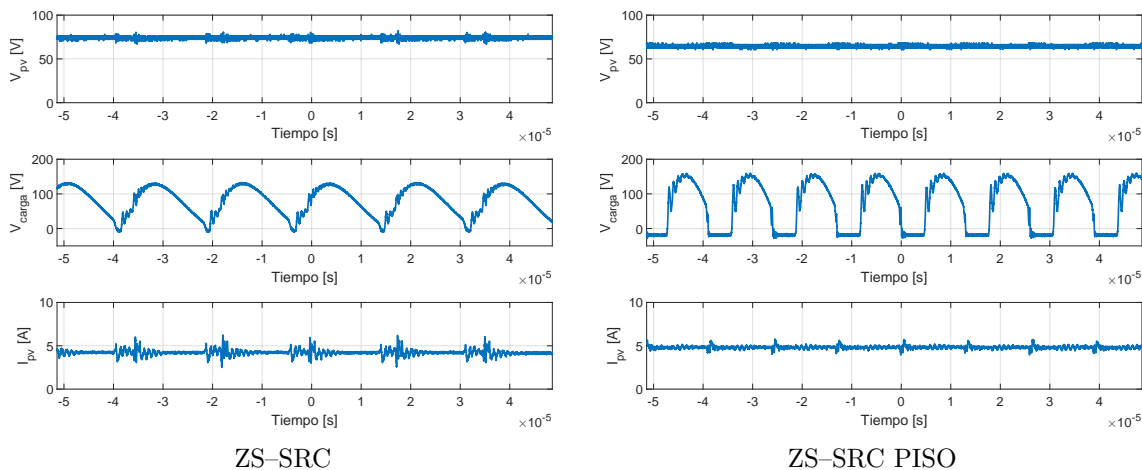 100
50
0
V_pv [V]
-5 -4 -3 -2 -1 0 1 2 3 4
Tiempo [s]
×10^-5
200
100
0
V_carga [V]
-5 -4 -3 -2 -1 0 1 2 3 4
Tiempo [s]
×10^-5
10
5
0
I_pv [A]
-5 -4 -3 -2 -1 0 1 2 3 4
Tiempo [s]
×10^-5
ZS–SRC
100
50
0
V_pv [V]
-5 -4 -3 -2 -1 0 1 2 3 4
Tiempo [s]
×10^-5
200
100
0
V_carga [V]
-5 -4 -3 -2 -1 0 1 2 3 4
Tiempo [s]
×10^-5
10
5
0
I_pv [A]
-5 -4 -3 -2 -1 0 1 2 3 4
Tiempo [s]
×10^-5
ZS–SRC PISO